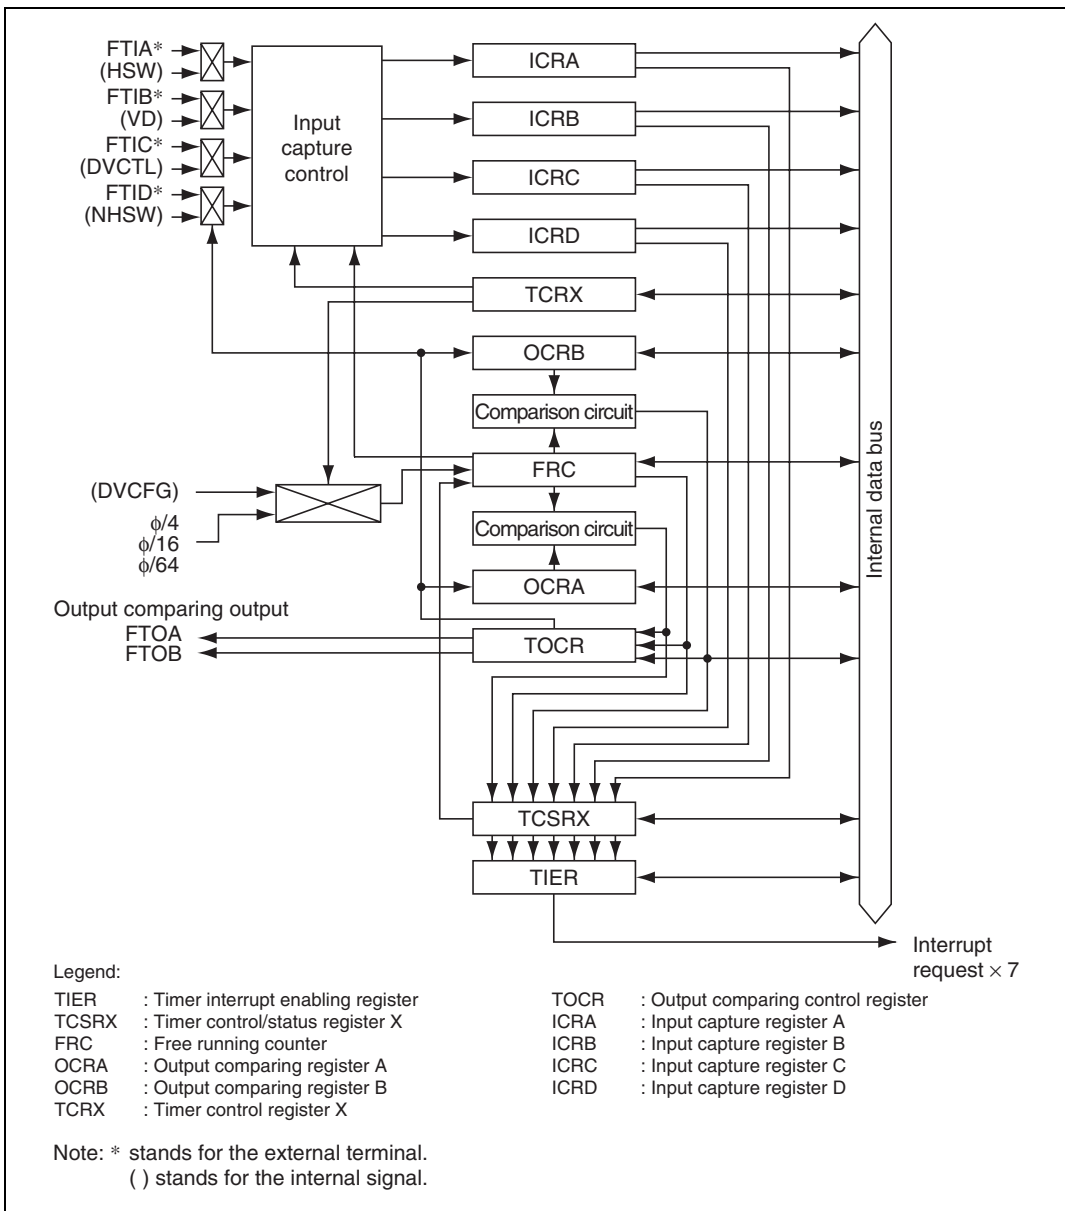 FTIA*
(HSW)
FTIB*
(VD)
FTIC*
(DVCTL)
FTID*
(NHSW)
Input
capture
control
ICRA
ICRB
ICRC
ICRD
TCRX
OCRB
Comparison circuit
FRC
(DVCFG)
ϕ/4
ϕ/16
ϕ/64
Comparison circuit
OCRA
Output comparing output
FTOA
FTOB
TOCR
TCSRX
TIER
Internal data bus
Interrupt
request × 7
Legend:
TIER : Timer interrupt enabling register
TCSRX : Timer control/status register X
FRC : Free running counter
OCRA : Output comparing register A
OCRB : Output comparing register B
TCRX : Timer control register X
TOCR : Output comparing control register
ICRA : Input capture register A
ICRB : Input capture register B
ICRC : Input capture register C
ICRD : Input capture register D
Note: * stands for the external terminal.
( ) stands for the internal signal.